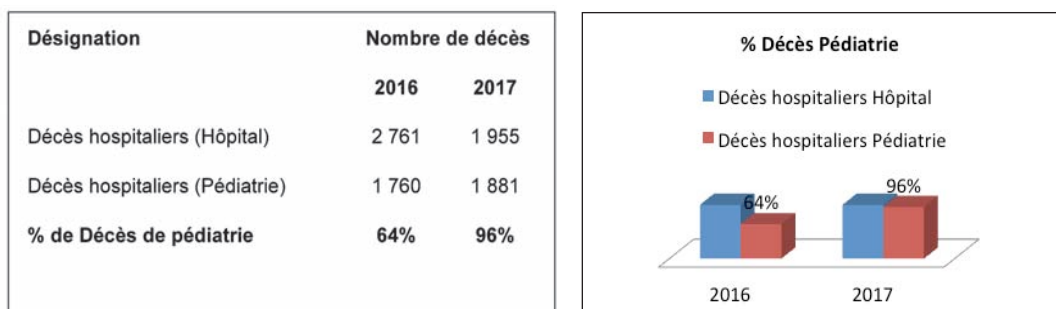 Désignation Nombre de décès
2016 2017
Décès hospitaliers (Hôpital) 2 761 1 955
Décès hospitaliers (Pédiatrie) 1 760 1 881
% de Décès de pédiatrie 64% 96%
% Décès Pédiatrie
Décès hospitaliers Hôpital
Décès hospitaliers Pédiatrie
64% 96%
2016 2017